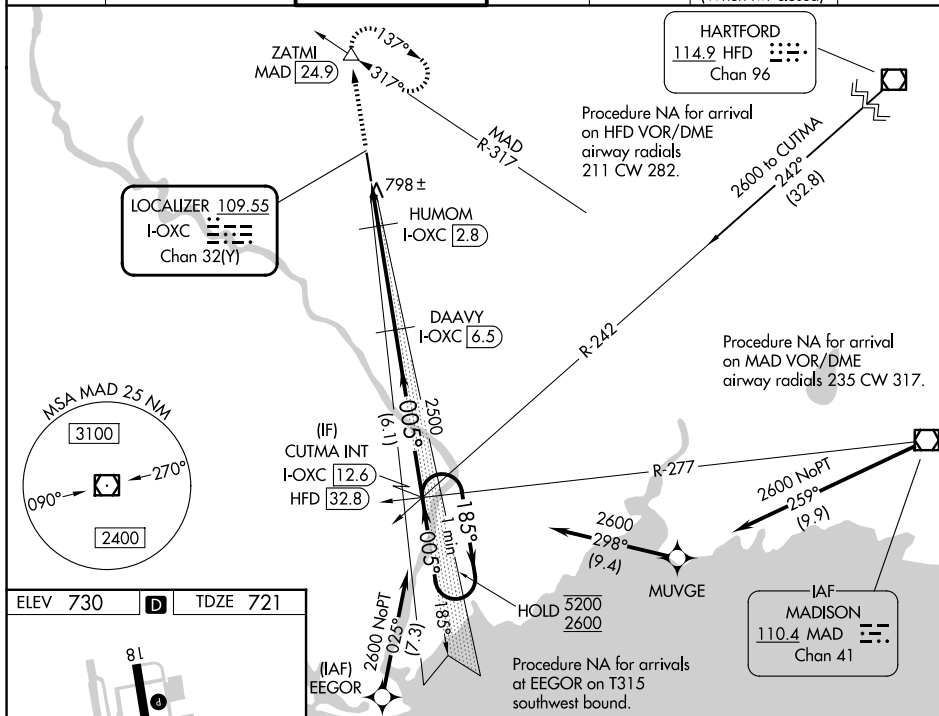 HARTFORD
114.9 HFD
Chan 96
ZATMI
MAD 24.9
137°
317°
MAD
R-317
Procedure NA for arrival
on HFD VOR/DME
airway radials
211 CW 282.
2600 to CUTMA
242°
(32.8)
LOCALIZER 109.55
I-OXC
Chan 32(Y)
798 ±
HUMOM
I-OXC 2.8
DAAVY
I-OXC 6.5
R-242
Procedure NA for arrival
on MAD VOR/DME
airway radials 235 CW 317.
MSA MAD 25 NM
3100
090°
270°
2400
2500
005°
(6.1)
(IF)
CUTMA INT
I-OXC 12.6
HFD 32.8
R-277
2600 NoPT
259°
(9.9)
185°
1 min
005°
185°
2600
298°
(9.4)
MUVGE
HOLD 5200
2600
IAF
MADISON
110.4 MAD
Chan 41
2600 NoPT
025°
(7.3)
(IAF)
EEGOR
Procedure NA for arrivals
at EEGOR on T315
southwest bound.
ELEV 730 D TDZE 721
18
P